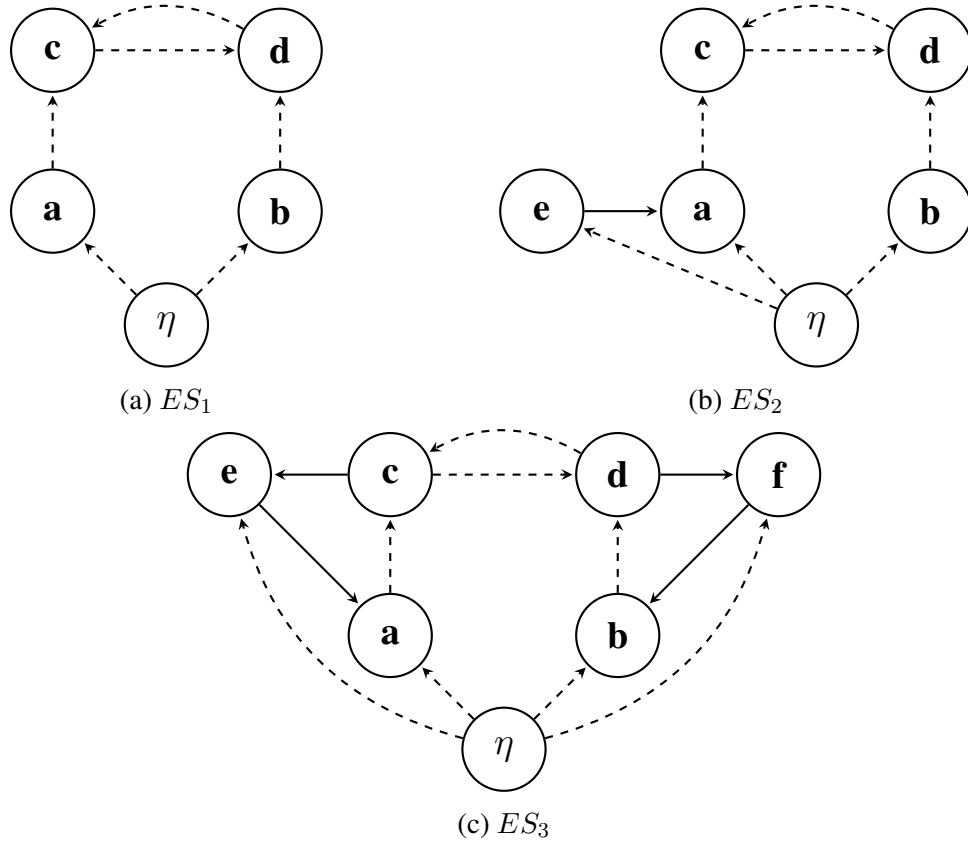 c d
a b
η
(a) ES₁
c d
e a b
η
(b) ES₂
e c d f
a b
η
(c) ES₃